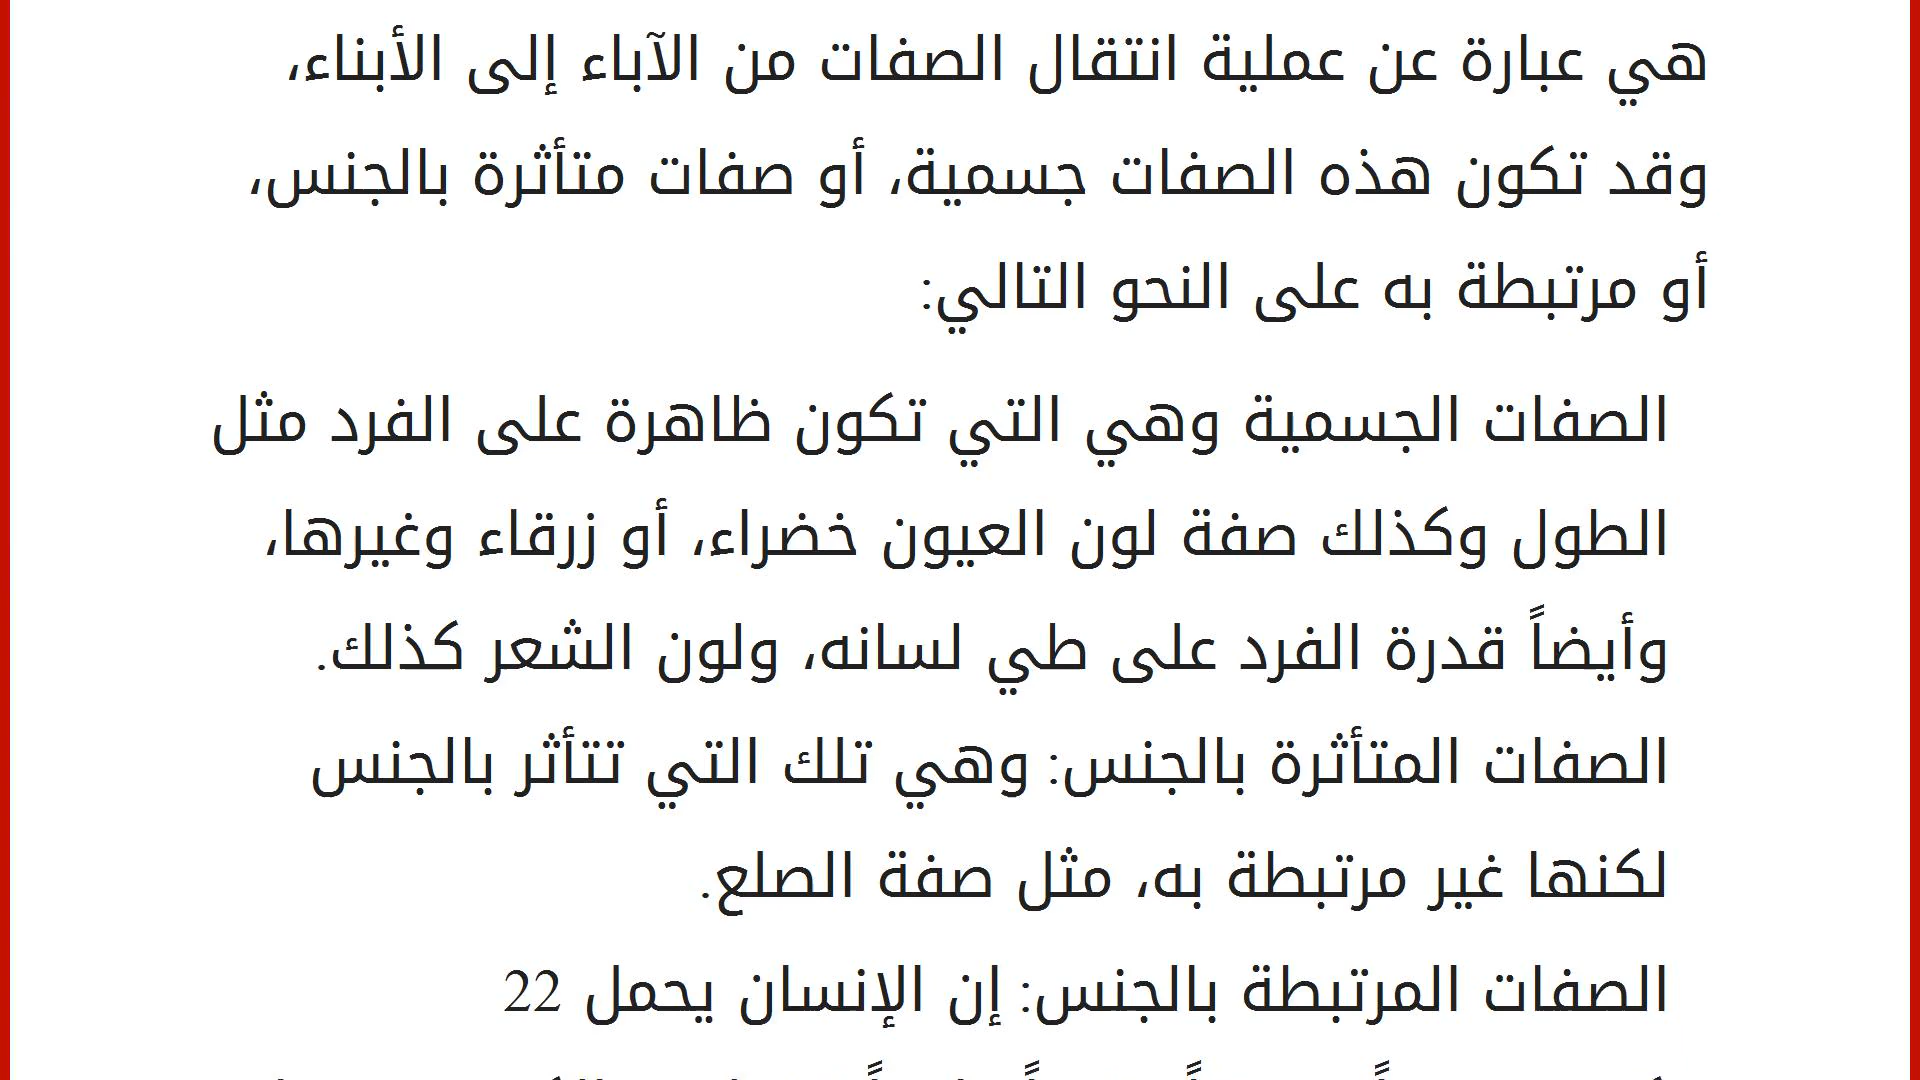 هي عبارة عن عملية انتقال الصفات من الآباء إلى الأبناء،
وقد تكون هذه الصفات جسمية، أو صفات متأثرة بالجنس،
أو مرتبطة به على النحو التالي:
الصفات الجسمية وهي التي تكون ظاهرة على الفرد مثل
الطول وكذلك صفة لون العيون خضراء، أو زرقاء وغيرها،
وأيضاً قدرة الفرد على طي لسانه، ولون الشعر كذلك.
الصفات المتأثرة بالجنس: وهي تلك التي تتأثر بالجنس
لكنها غير مرتبطة به، مثل صفة الصلع.
الصفات المرتبطة بالجنس: إن الإنسان يحمل 22